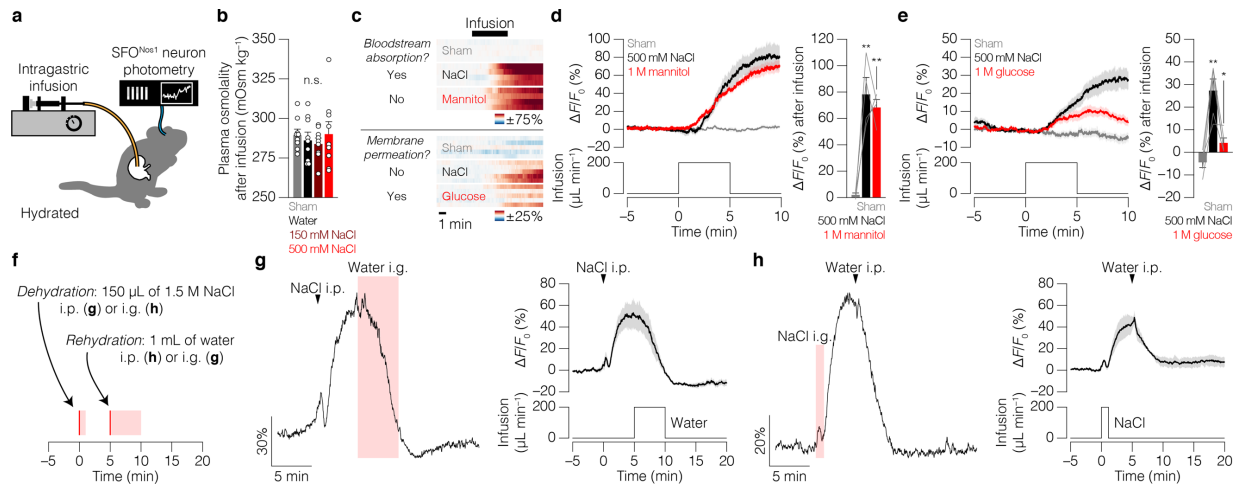 a
SFO^Nos1 neuron
photometry
Intragastric
infusion
Hydrated
b
Plasma osmolality
after infusion (mOsm kg⁻¹)
350
325
300
275
250
n.s.
Sham
Water
150 mM NaCl
500 mM NaCl
c
Infusion
Bloodstream
absorption?
Sham
Yes
NaCl
No
Mannitol
±75%
Membrane
permeation?
Sham
No
NaCl
Yes
Glucose
1 min
±25%
d
Sham
500 mM NaCl
1 M mannitol
ΔF/F₀ (%)
100
80
60
40
20
0
−20
Infusion
(µL min⁻¹)
200
0
−5 0 5 10
Time (min)
ΔF/F₀ (%) after infusion
120
100
80
60
40
20
0
** **
Sham
500 mM NaCl
1 M mannitol
e
Sham
500 mM NaCl
1 M glucose
ΔF/F₀ (%)
50
40
30
20
10
0
−10
Infusion
(µL min⁻¹)
200
0
−5 0 5 10
Time (min)
ΔF/F₀ (%) after infusion
50
40
30
20
10
0
−10
−20
** *
Sham
500 mM NaCl
1 M glucose
f
Dehydration: 150 µL of 1.5 M NaCl
i.p. (g) or i.g. (h)
Rehydration: 1 mL of water
i.p. (h) or i.g. (g)
−5 0 5 10 15 20
Time (min)
g
Water i.g.
NaCl i.p.
30%
5 min
NaCl i.p.
ΔF/F₀ (%)
80
60
40
20
0
−20
Infusion
(µL min⁻¹)
200
0
Water
−5 0 5 10 15 20
Time (min)
h
Water i.p.
NaCl i.g.
20%
5 min
Water i.p.
ΔF/F₀ (%)
80
60
40
20
0
−20
Infusion
(µL min⁻¹)
200
0
NaCl
−5 0 5 10 15 20
Time (min)